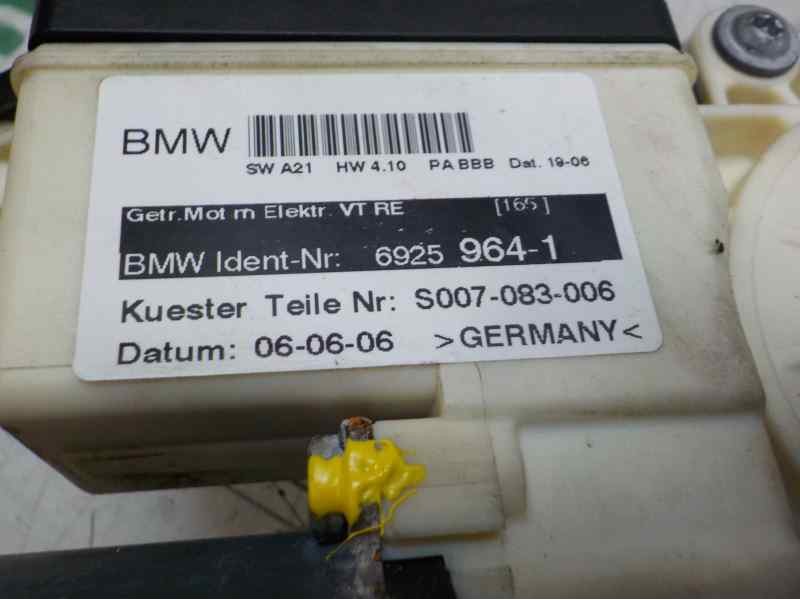 BMW
SW A21 HW 4.10 PA BBB Dat. 19-06
Getr.Mot m Elektr. VT RE [165]
BMW Ident-Nr: 6925 964-1
Kuester Teile Nr: S007-083-006
Datum: 06-06-06 >GERMANY<